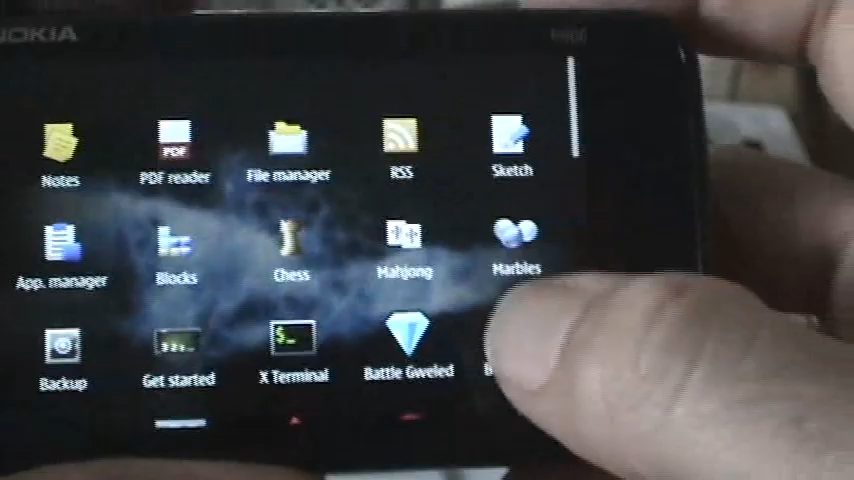 NOKIA
Notes
PDF
PDF reader
File manager
RSS
Sketch
App. manager
Blocks
Chess
Mahjong
Marbles
Backup
Get started
$_
X Terminal
Battle Gweled